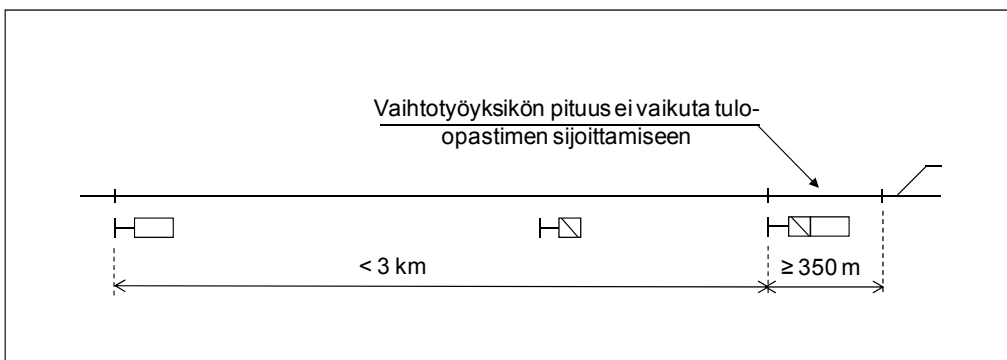 Vaihtotyöyksikön pituus ei vaikuta tulo-
opastimen sijoittamiseen
< 3 km
≥ 350 m